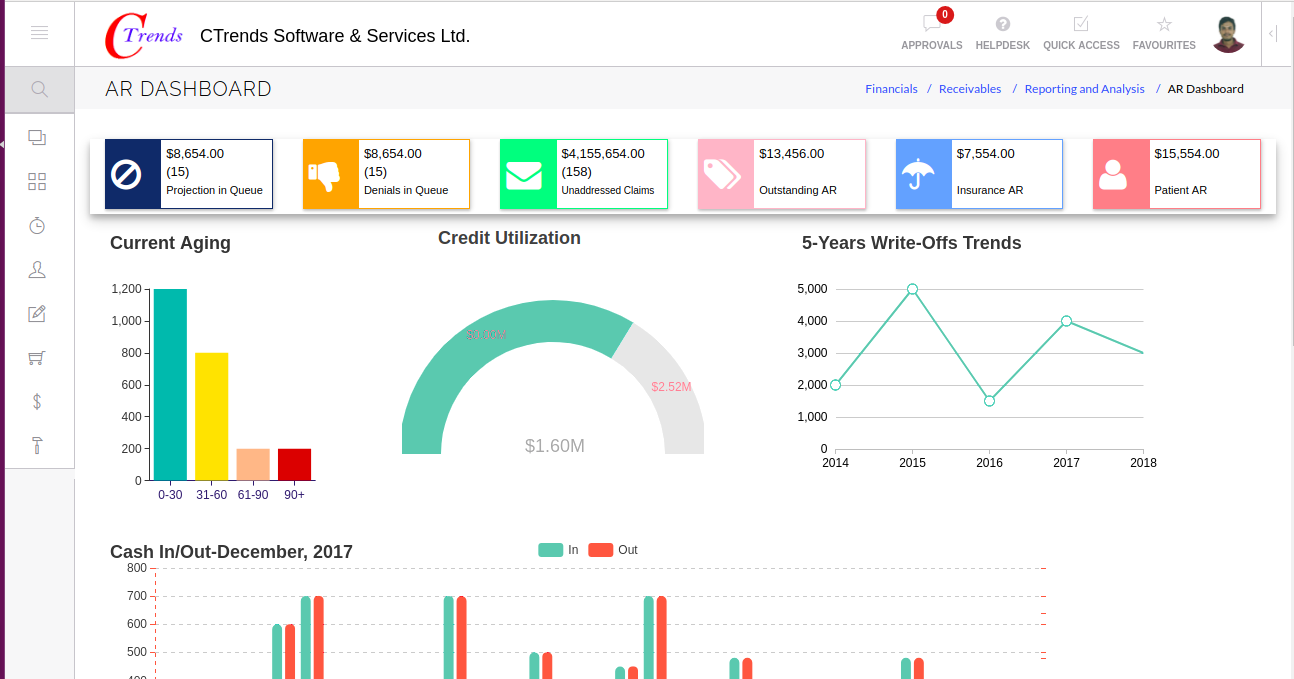 CTrends
CTrends Software & Services Ltd.
0
APPROVALS
HELPDESK
QUICK ACCESS
FAVOURITES
AR DASHBOARD
Financials / Receivables / Reporting and Analysis / AR Dashboard
$8,654.00
(15)
Projection in Queue
$8,654.00
(15)
Denials in Queue
$4,155,654.00
(158)
Unaddressed Claims
$13,456.00
Outstanding AR
$7,554.00
Insurance AR
$15,554.00
Patient AR
Current Aging
1,200
1,000
800
600
400
200
0
0-30 31-60 61-90 90+
Credit Utilization
$2.52M
$1.60M
5-Years Write-Offs Trends
5,000
4,000
3,000
2,000
1,000
0
2014 2015 2016 2017 2018
Cash In/Out-December, 2017
In Out
800
700
600
500
400